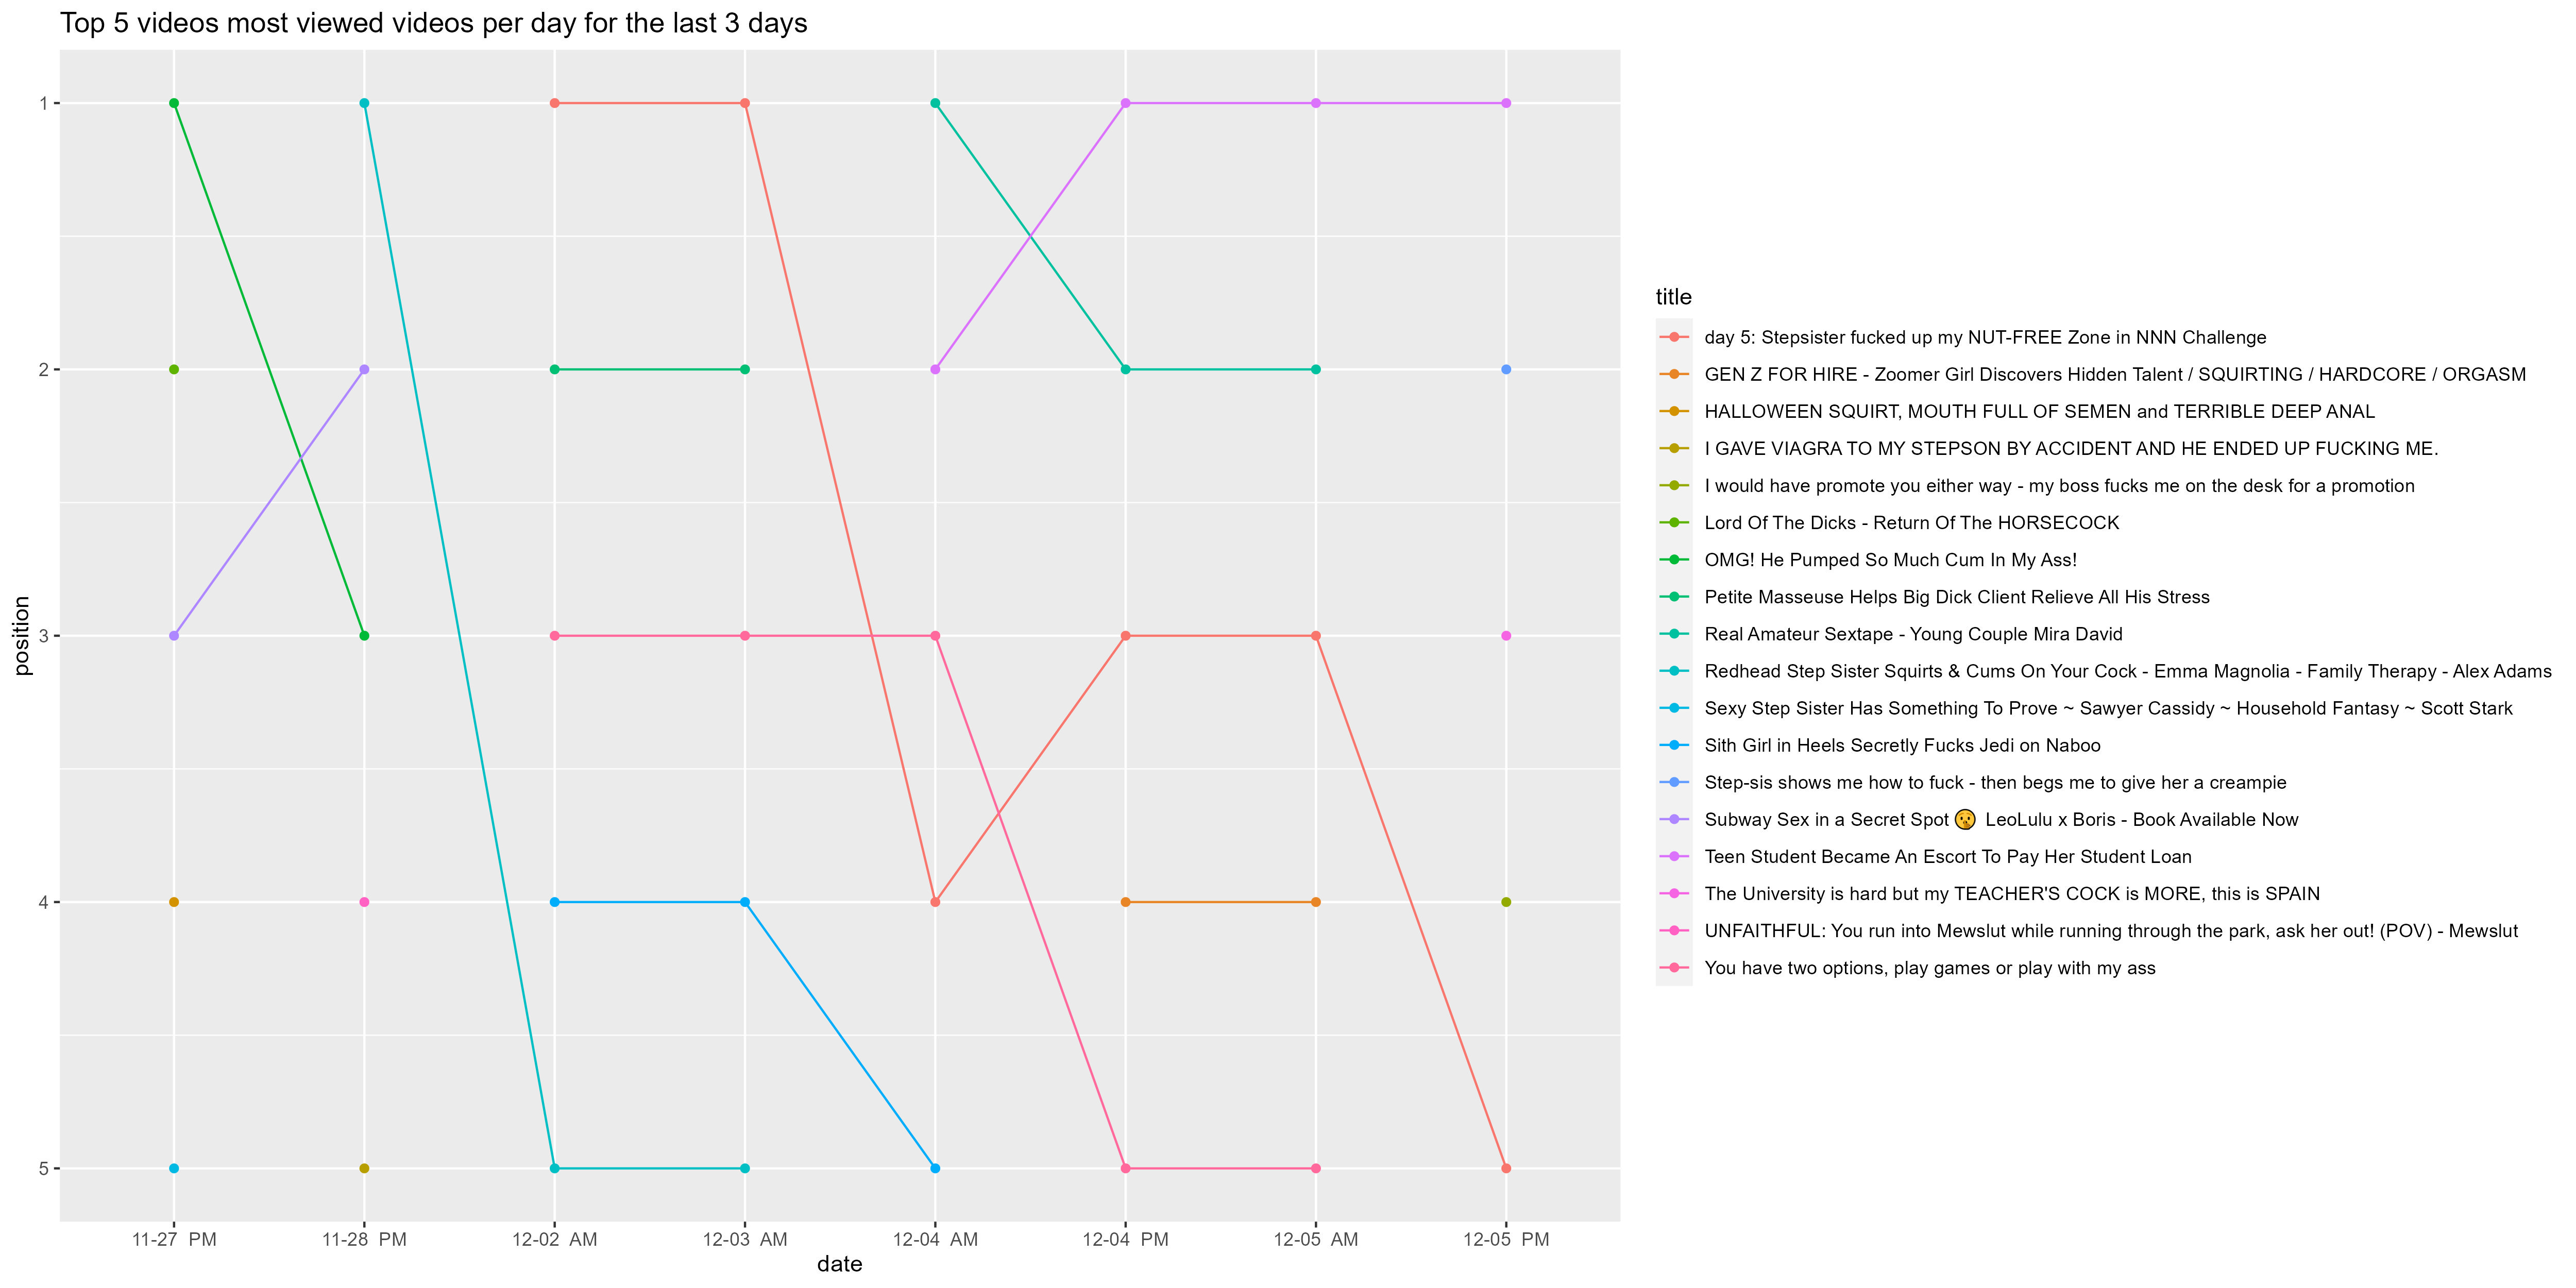 Top 5 videos most viewed videos per day for the last 3 days
position
1
2
3
4
5
11-27 PM
11-28 PM
12-02 AM
12-03 AM
12-04 AM
12-04 PM
12-05 AM
12-05 PM
date
title
day 5: Stepsister fucked up my NUT-FREE Zone in NNN Challenge
GEN Z FOR HIRE - Zoomer Girl Discovers Hidden Talent / SQUIRTING / HARDCORE / ORGASM
HALLOWEEN SQUIRT, MOUTH FULL OF SEMEN and TERRIBLE DEEP ANAL
I GAVE VIAGRA TO MY STEPSON BY ACCIDENT AND HE ENDED UP FUCKING ME.
I would have promote you either way - my boss fucks me on the desk for a promotion
Lord Of The Dicks - Return Of The HORSECOCK
OMG! He Pumped So Much Cum In My Ass!
Petite Masseuse Helps Big Dick Client Relieve All His Stress
Real Amateur Sextape - Young Couple Mira David
Redhead Step Sister Squirts & Cums On Your Cock - Emma Magnolia - Family Therapy - Alex Adams
Sexy Step Sister Has Something To Prove ~ Sawyer Cassidy ~ Household Fantasy ~ Scott Stark
Sith Girl in Heels Secretly Fucks Jedi on Naboo
Step-sis shows me how to fuck - then begs me to give her a creampie
Subway Sex in a Secret Spot 🤫 LeoLulu x Boris - Book Available Now
Teen Student Became An Escort To Pay Her Student Loan
The University is hard but my TEACHER'S COCK is MORE, this is SPAIN
UNFAITHFUL: You run into Mewslut while running through the park, ask her out! (POV) - Mewslut
You have two options, play games or play with my ass